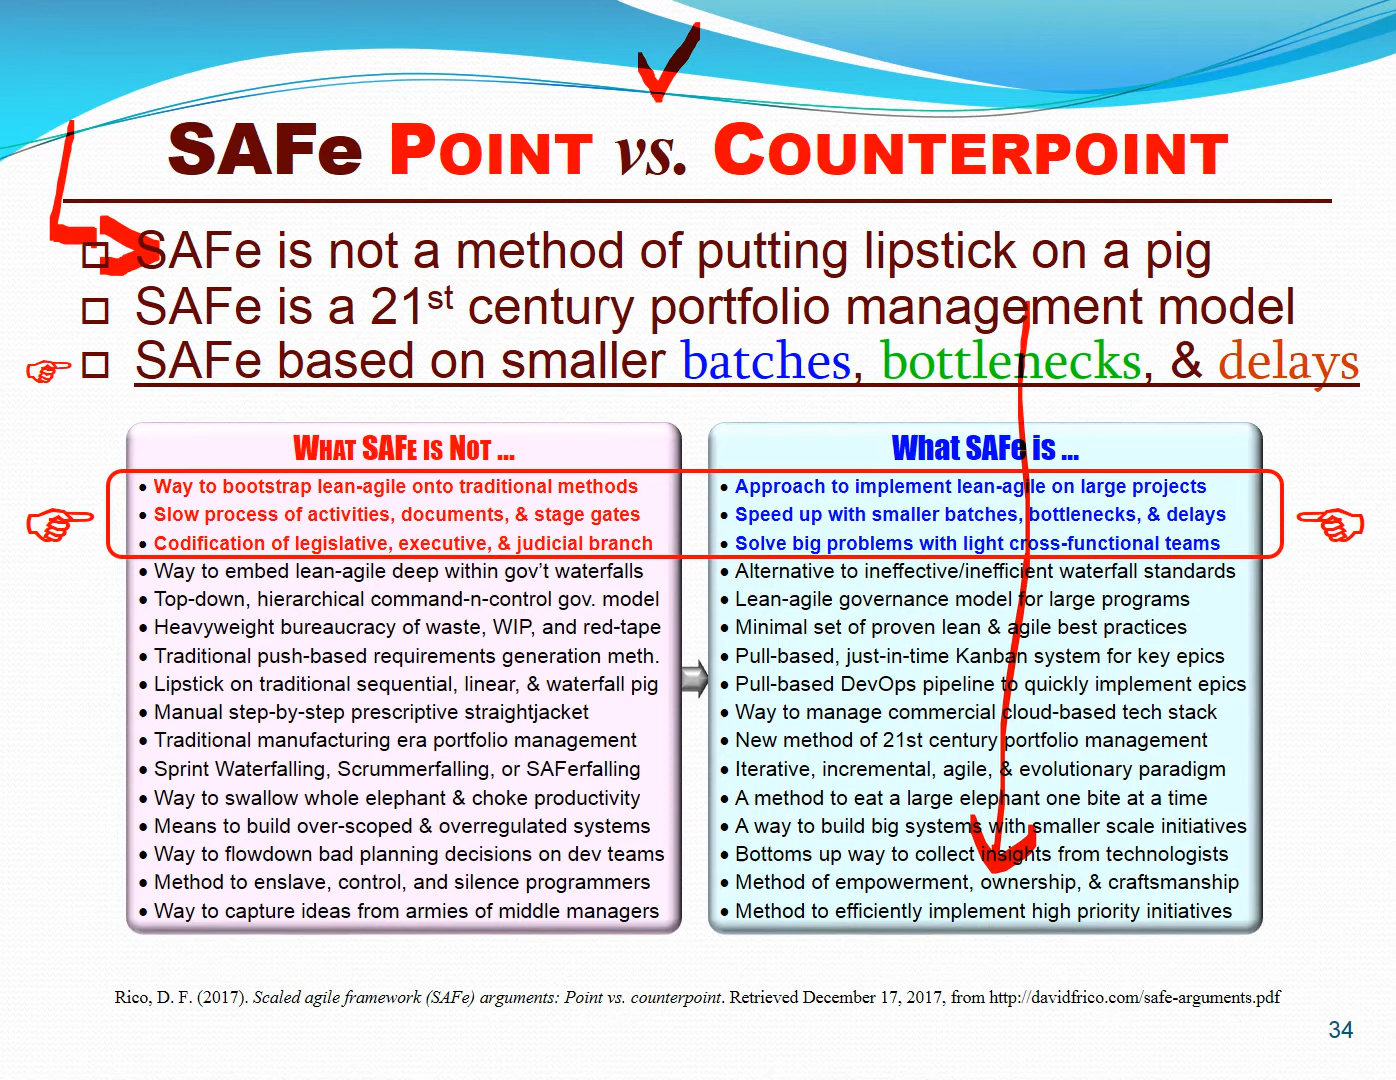 SAFe POINT vs. COUNTERPOINT
SAFe is not a method of putting lipstick on a pig
SAFe is a 21st century portfolio management model
SAFe based on smaller batches, bottlenecks, & delays
WHAT SAFE IS NOT ...
• Way to bootstrap lean-agile onto traditional methods
• Slow process of activities, documents, & stage gates
• Codification of legislative, executive, & judicial branch
• Way to embed lean-agile deep within gov’t waterfalls
• Top-down, hierarchical command-n-control gov. model
• Heavyweight bureaucracy of waste, WIP, and red-tape
• Traditional push-based requirements generation meth.
• Lipstick on traditional sequential, linear, & waterfall pig
• Manual step-by-step prescriptive straightjacket
• Traditional manufacturing era portfolio management
• Sprint Waterfalling, Scrummerfalling, or SAFerfalling
• Way to swallow whole elephant & choke productivity
• Means to build over-scoped & overregulated systems
• Way to flowdown bad planning decisions on dev teams
• Method to enslave, control, and silence programmers
• Way to capture ideas from armies of middle managers
What SAFe is ...
• Approach to implement lean-agile on large projects
• Speed up with smaller batches, bottlenecks, & delays
• Solve big problems with light cross-functional teams
• Alternative to ineffective/inefficient waterfall standards
• Lean-agile governance model for large programs
• Minimal set of proven lean & agile best practices
• Pull-based, just-in-time Kanban system for key epics
• Pull-based DevOps pipeline to quickly implement epics
• Way to manage commercial cloud-based tech stack
• New method of 21st century portfolio management
• Iterative, incremental, agile, & evolutionary paradigm
• A method to eat a large elephant one bite at a time
• A way to build big systems with smaller scale initiatives
• Bottoms up way to collect insights from technologists
• Method of empowerment, ownership, & craftsmanship
• Method to efficiently implement high priority initiatives
Rico, D. F. (2017). Scaled agile framework (SAFe) arguments: Point vs. counterpoint. Retrieved December 17, 2017, from http://davidfrico.com/safe-arguments.pdf
34